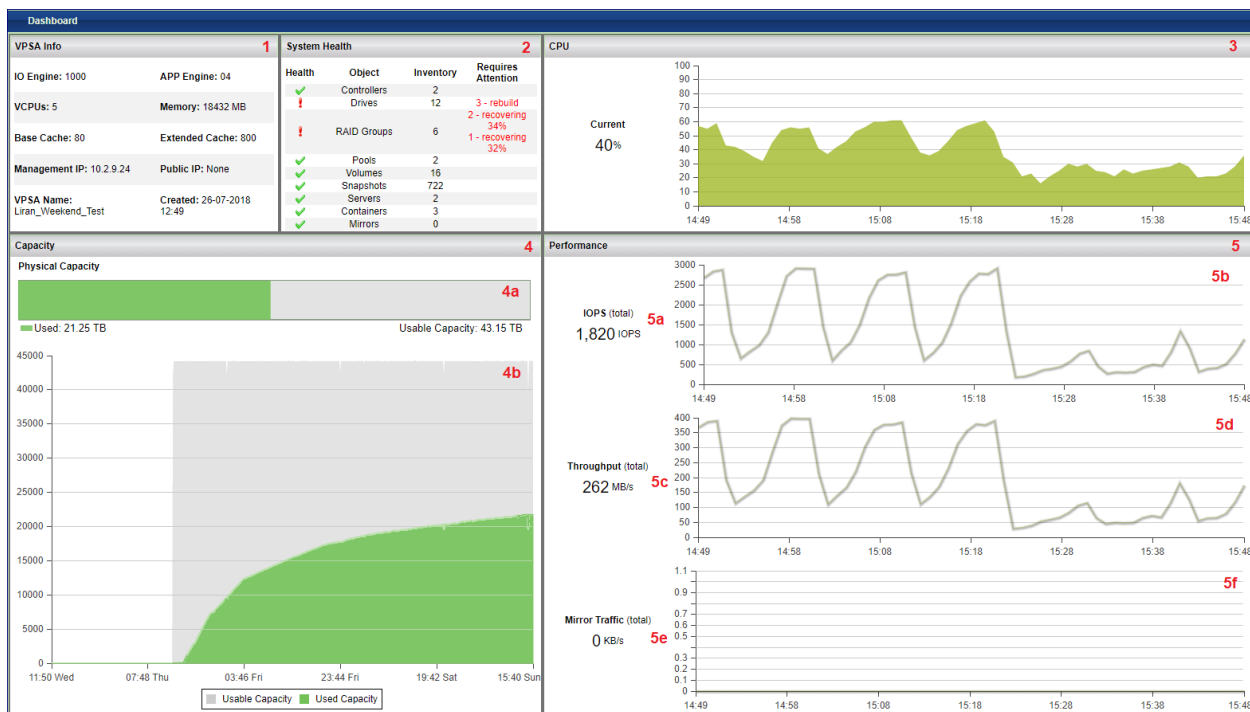 Dashboard
VPSA Info 1
IO Engine: 1000 APP Engine: 04
VCPUs: 5 Memory: 18432 MB
Base Cache: 80 Extended Cache: 800
Management IP: 10.2.9.24 Public IP: None
VPSA Name: Created: 26-07-2018
Liran_Weekend_Test 12:49
System Health 2
Health Object Inventory Requires
Attention
Controllers 2
Drives 12 3 - rebuild
RAID Groups 6 2 - recovering
34%
1 - recovering
32%
Pools 2
Volumes 16
Snapshots 722
Servers 2
Containers 3
Mirrors 0
CPU 3
Current
40%
100
90
80
70
60
50
40
30
20
10
0
14:49 14:58 15:08 15:18 15:28 15:38 15:48
Capacity 4
Physical Capacity
4a
Used: 21.25 TB Usable Capacity: 43.15 TB
4b
45000
40000
35000
30000
25000
20000
15000
10000
5000
0
11:50 Wed 07:48 Thu 03:46 Fri 23:44 Fri 19:42 Sat 15:40 Sun
Usable Capacity Used Capacity
Performance 5
IOPS (total)
1,820 IOPS
5a
5b
3000
2500
2000
1500
1000
500
0
14:49 14:58 15:08 15:18 15:28 15:38 15:48
Throughput (total)
262 MB/s
5c
5d
400
350
300
250
200
150
100
50
0
14:49 14:58 15:08 15:18 15:28 15:38 15:48
Mirror Traffic (total)
0 KB/s
5e
5f
1.1
0.9
0.7
0.6
0.5
0.3
0.2
0
14:49 14:58 15:08 15:18 15:28 15:38 15:48